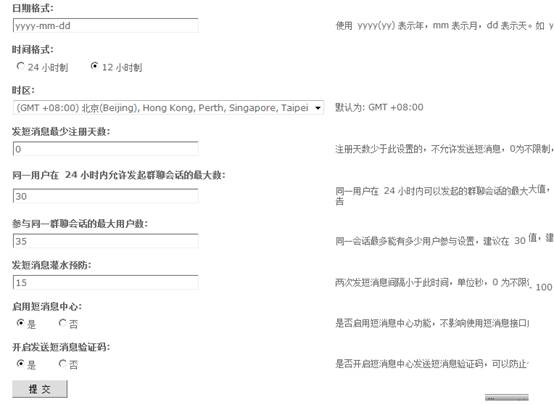 日期格式:
yyyy-mm-dd
使用 yyyy(yy) 表示年，mm 表示月，dd 表示天。如 y
时间格式:
24 小时制 12 小时制
时区:
(GMT +08:00) 北京(Beijing), Hong Kong, Perth, Singapore, Taipei
默认为: GMT +08:00
发短消息最少注册天数:
0
注册天数少于此设置的，不允许发送短消息，0为不限制，
同一用户在 24 小时内允许发起群聊会话的最大数:
30
同一用户在 24 小时内可以发起的群聊会话的最大值，
告
参与同一群聊会话的最大用户数:
35
同一会话最多能有多少用户参与设置，建议在 30 值，建
发短消息灌水预防:
15
两次发短消息间隔小于此时间，单位秒，0 为不限
- 100
启用短消息中心:
是 否
是否启用短消息中心功能，不影响使用短消息接口
开启发送短消息验证码:
是 否
是否开启短消息中心发送短消息验证码，可以防止
提 交